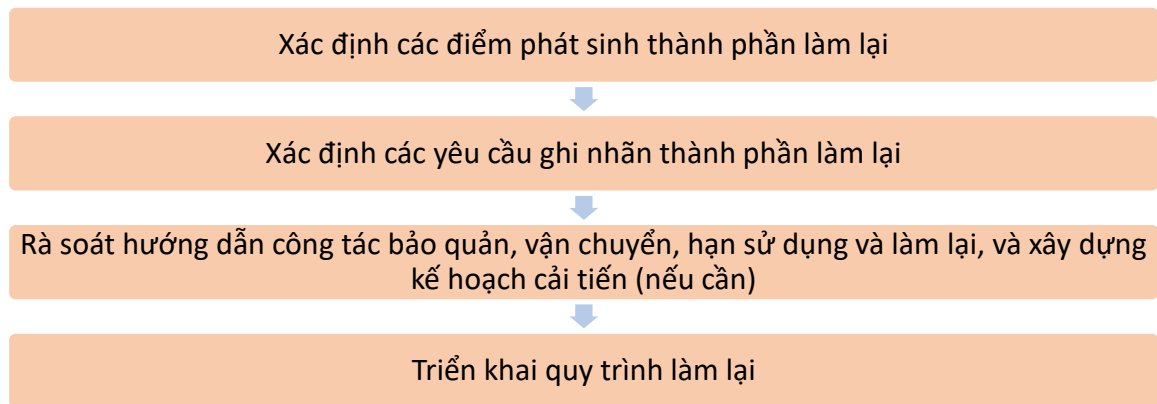 Xác định các điểm phát sinh thành phần làm lại
Xác định các yêu cầu ghi nhãn thành phần làm lại
Rà soát hướng dẫn công tác bảo quản, vận chuyển, hạn sử dụng và làm lại, và xây dựng
kế hoạch cải tiến (nếu cần)
Triển khai quy trình làm lại